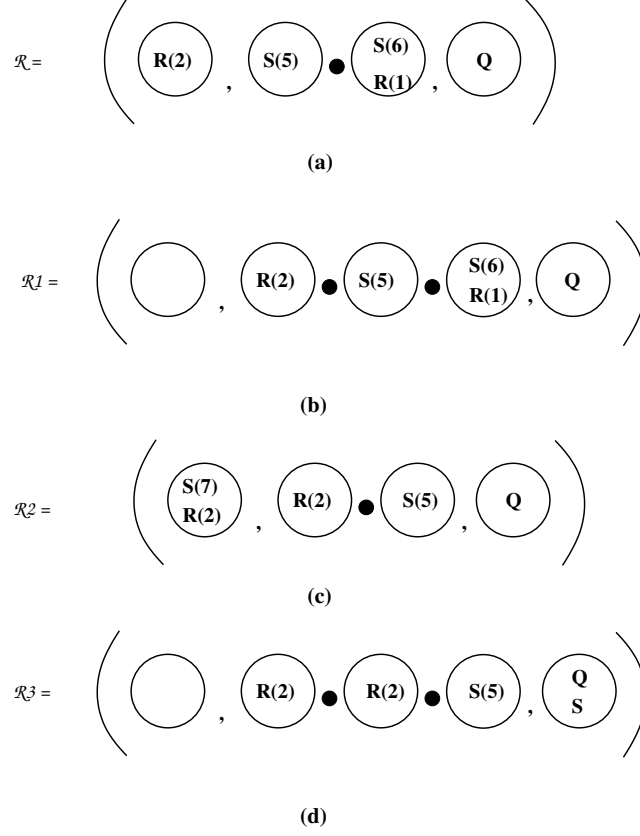 ℛ = ( R(2) , S(5) ● S(6) R(1) , Q )
(a)
ℛ1 = ( , R(2) ● S(5) ● S(6) R(1) , Q )
(b)
ℛ2 = ( S(7) R(2) , R(2) ● S(5) , Q )
(c)
ℛ3 = ( , R(2) ● R(2) ● S(5) , Q S )
(d)